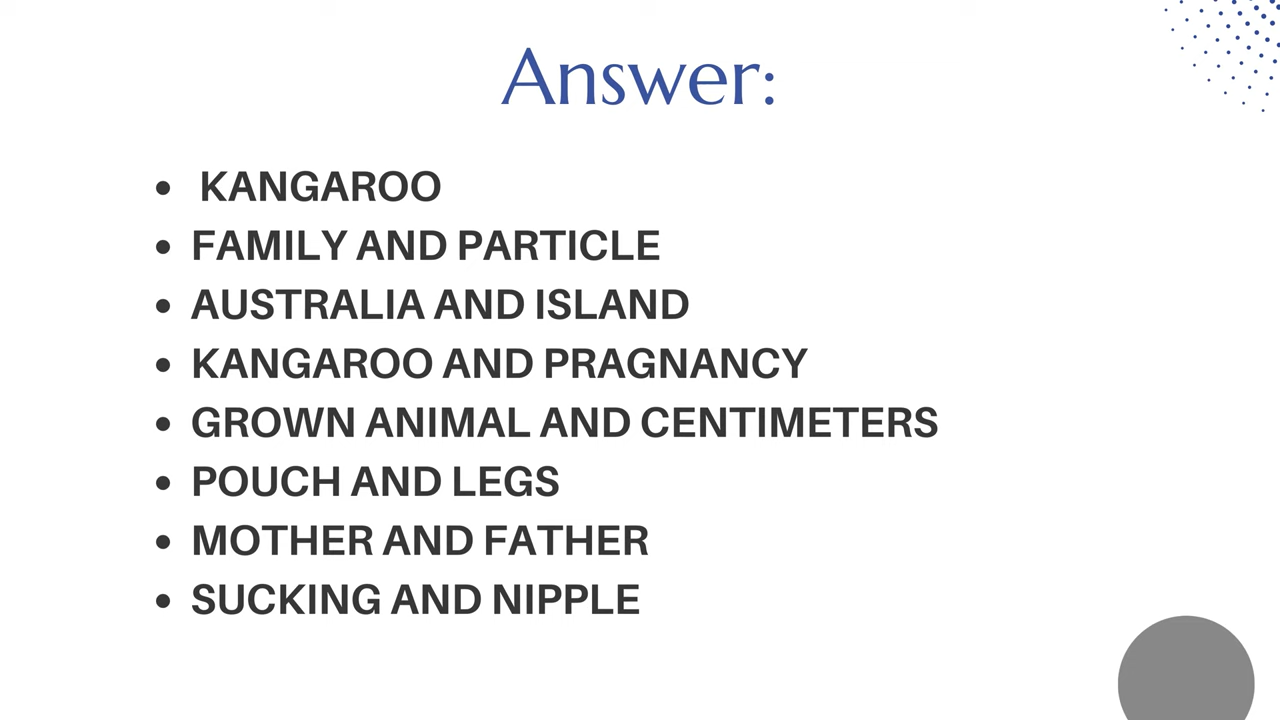 Answer:
• KANGAROO
• FAMILY AND PARTICLE
• AUSTRALIA AND ISLAND
• KANGAROO AND PRAGNANCY
• GROWN ANIMAL AND CENTIMETERS
• POUCH AND LEGS
• MOTHER AND FATHER
• SUCKING AND NIPPLE